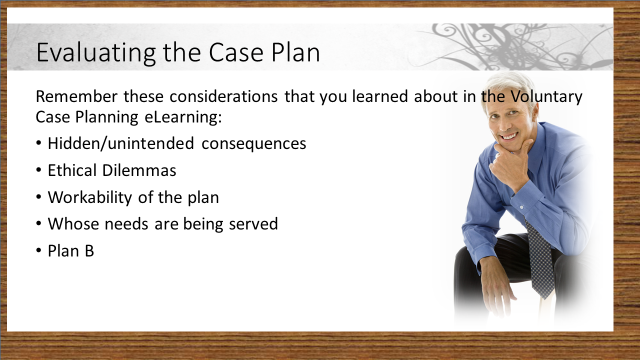 Evaluating the Case Plan
Remember these considerations that you learned about in the Voluntary
Case Planning eLearning:
• Hidden/unintended consequences
• Ethical Dilemmas
• Workability of the plan
• Whose needs are being served
• Plan B